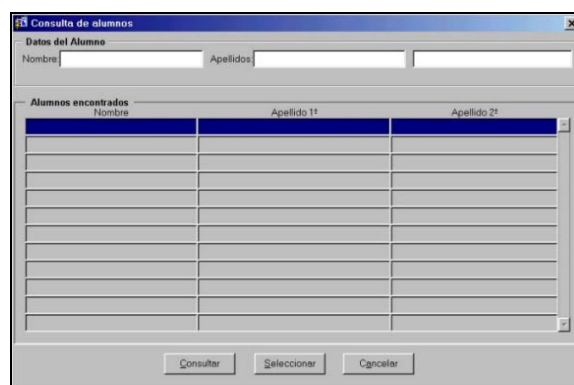 Consulta de alumnos
Datos del Alumno
Nombre: Apellidos:
Alumnos encontrados
Nombre Apellido 1º Apellido 2º
Consultar Seleccionar Cancelar